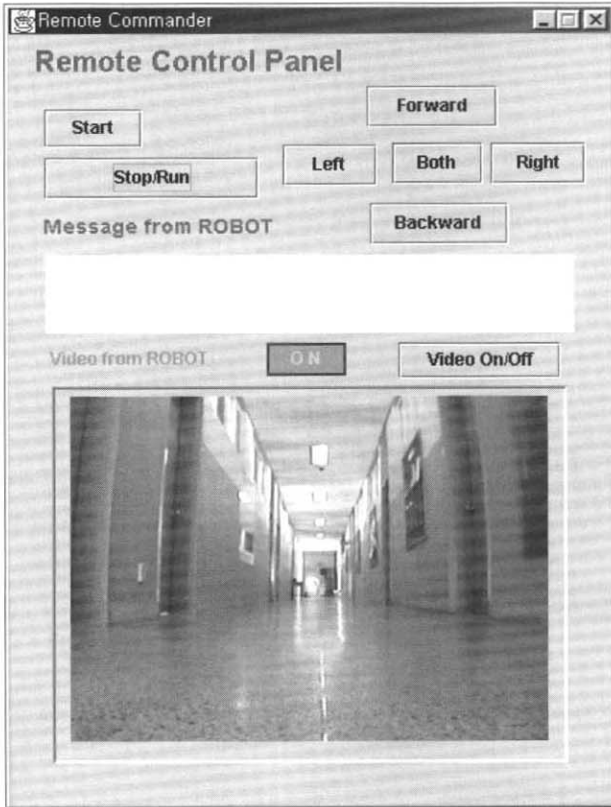 Remote Commander
Remote Control Panel
Forward
Start
Left
Both
Right
Stop/Run
Message from ROBOT
Backward
Video from ROBOT
ON
Video On/Off